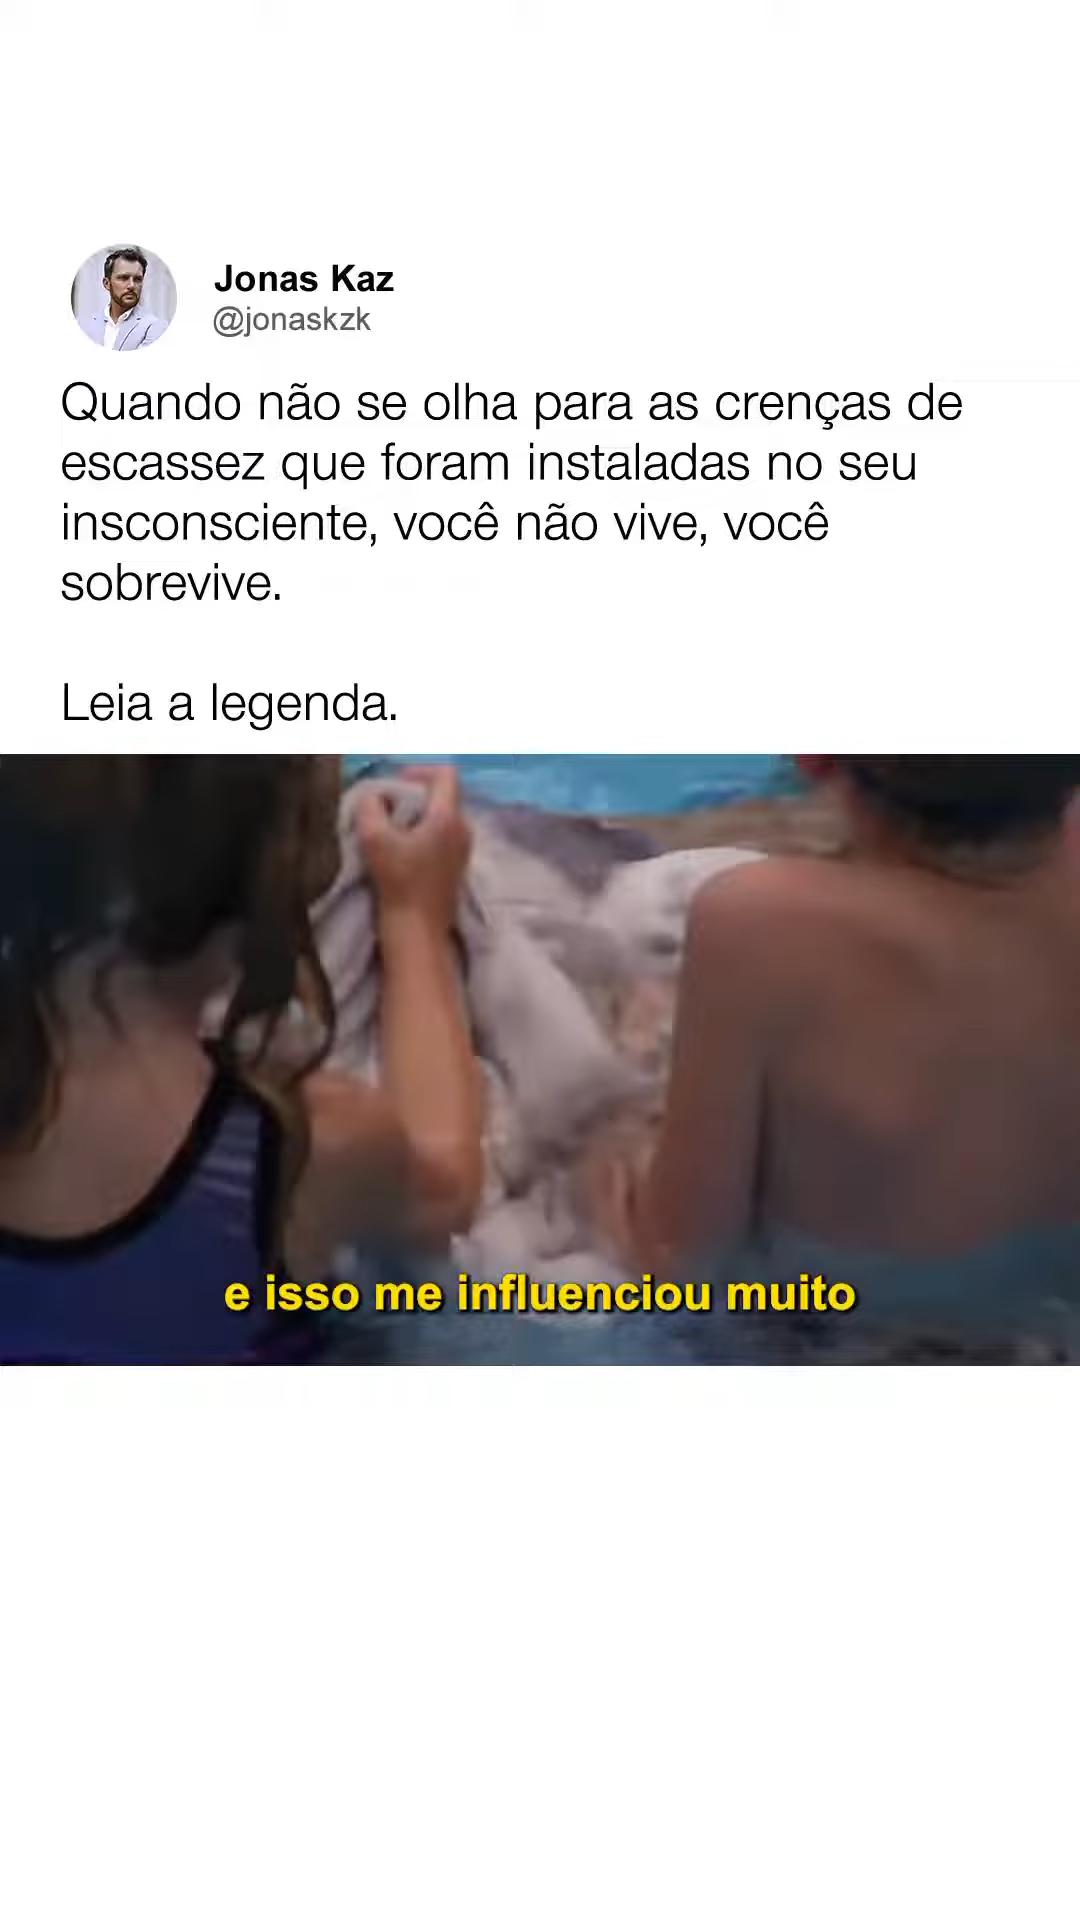 Jonas Kaz
@jonaskzk
Quando não se olha para as crenças de
escassez que foram instaladas no seu
insconsciente, você não vive, você
sobrevive.
Leia a legenda.
e isso me influenciou muito